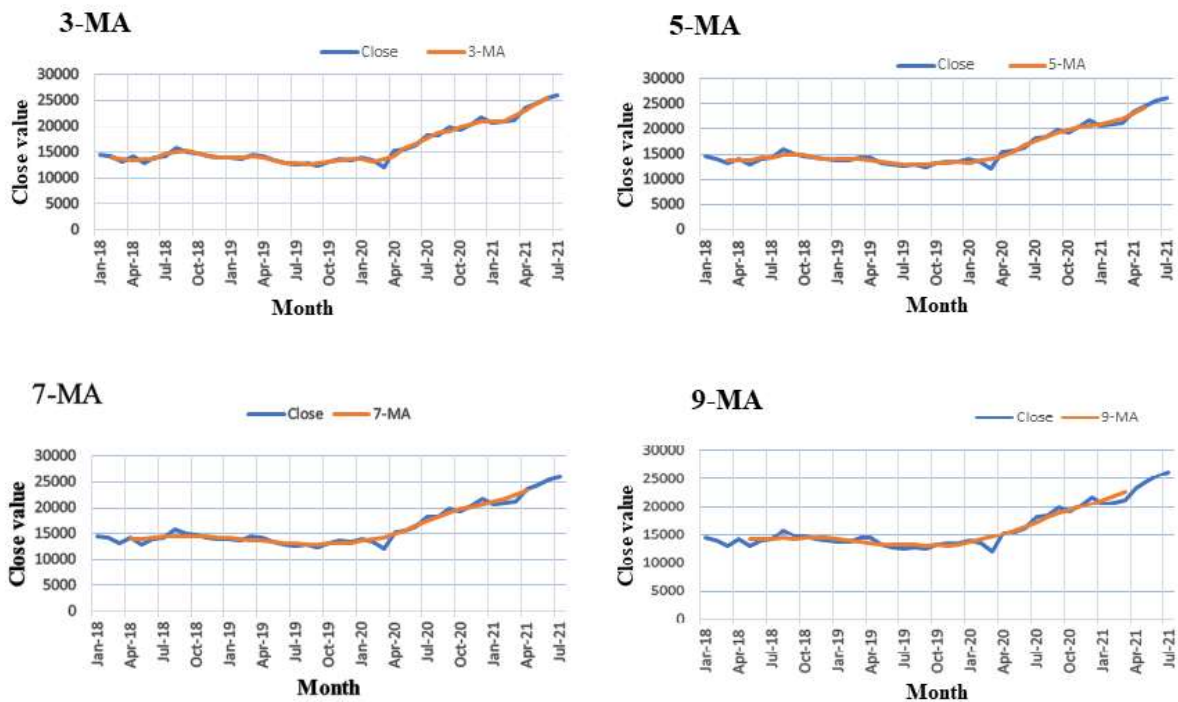 3-MA
Close 3-MA
30000
25000
20000
15000
10000
5000
0
Close value
Jan-18
Apr-18
Jul-18
Oct-18
Jan-19
Apr-19
Jul-19
Oct-19
Jan-20
Apr-20
Jul-20
Oct-20
Jan-21
Apr-21
Jul-21
Month
5-MA
Close 5-MA
30000
25000
20000
15000
10000
5000
0
Close value
Jan-18
Apr-18
Jul-18
Oct-18
Jan-19
Apr-19
Jul-19
Oct-19
Jan-20
Apr-20
Jul-20
Oct-20
Jan-21
Apr-21
Jul-21
Month
7-MA
Close 7-MA
30000
25000
20000
15000
10000
5000
0
Close value
Jan-18
Apr-18
Jul-18
Oct-18
Jan-19
Apr-19
Jul-19
Oct-19
Jan-20
Apr-20
Jul-20
Oct-20
Jan-21
Apr-21
Jul-21
Month
9-MA
Close 9-MA
30000
25000
20000
15000
10000
5000
0
Close value
Jan-18
Apr-18
Jul-18
Oct-18
Jan-19
Apr-19
Jul-19
Oct-19
Jan-20
Apr-20
Jul-20
Oct-20
Jan-21
Apr-21
Jul-21
Month